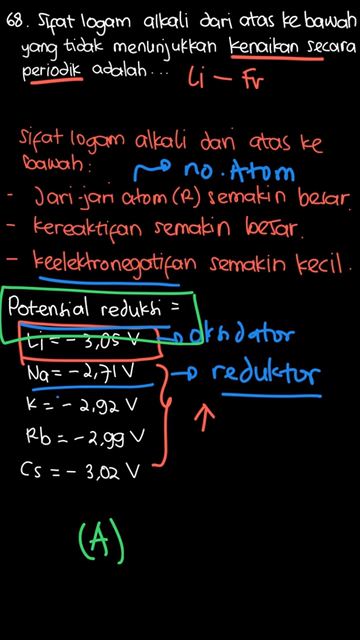 68. Sifat logam alkali dari atas ke bawah
yang tidak menunjukkan kenaikan secara
periodik adalah...
Li - Fr
Sifat logam alkali dari atas ke
bawah:
no. Atom
- Jari-jari atom (R) semakin besar.
- kereaktifan semakin besar.
- keelektronegatifan semakin kecil.
Potensial reduksi =
Li = - 3,05 V → oksidator
Na = - 2,71 V → reduktor
K = - 2,92 V
Rb = - 2,99 V
Cs = - 3,02 V
(A)